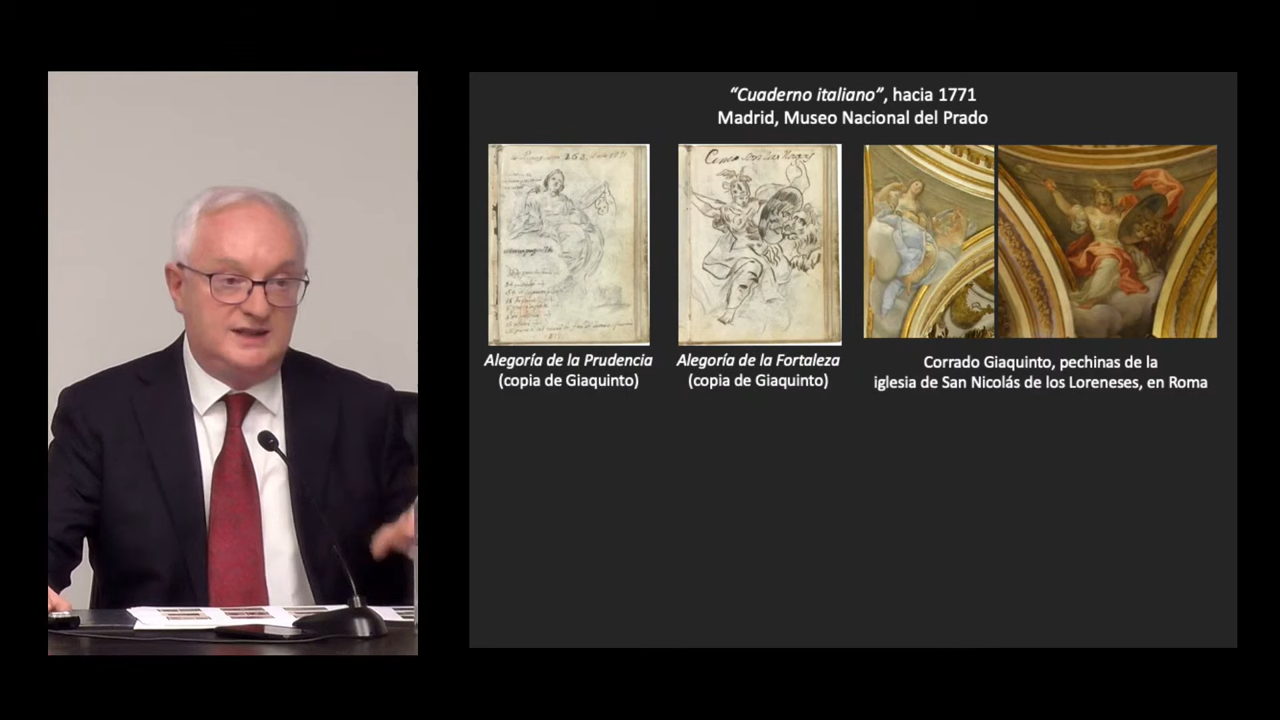 “Cuaderno italiano”, hacia 1771
Madrid, Museo Nacional del Prado
Alegoría de la Prudencia
(copia de Giaquinto)
Alegoría de la Fortaleza
(copia de Giaquinto)
Corrado Giaquinto, pechinas de la
iglesia de San Nicolás de los Loreneses, en Roma